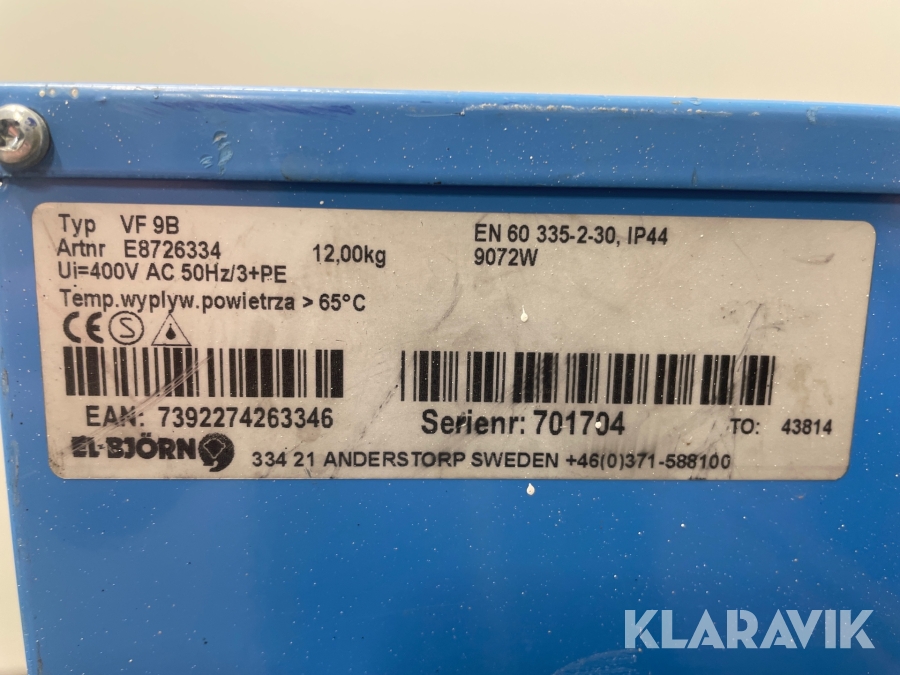 Typ VF 9B
Artnr E8726334 12,00kg
Ui=400V AC 50Hz/3+PE
EN 60 335-2-30, IP44
9072W
Temp.wyplyw.powietrza > 65°C
CE S
EAN: 7392274263346
Serienr: 701704
TO: 43814
EL-BJÖRN
334 21 ANDERSTORP SWEDEN +46(0)371-588100
KLARAVIK